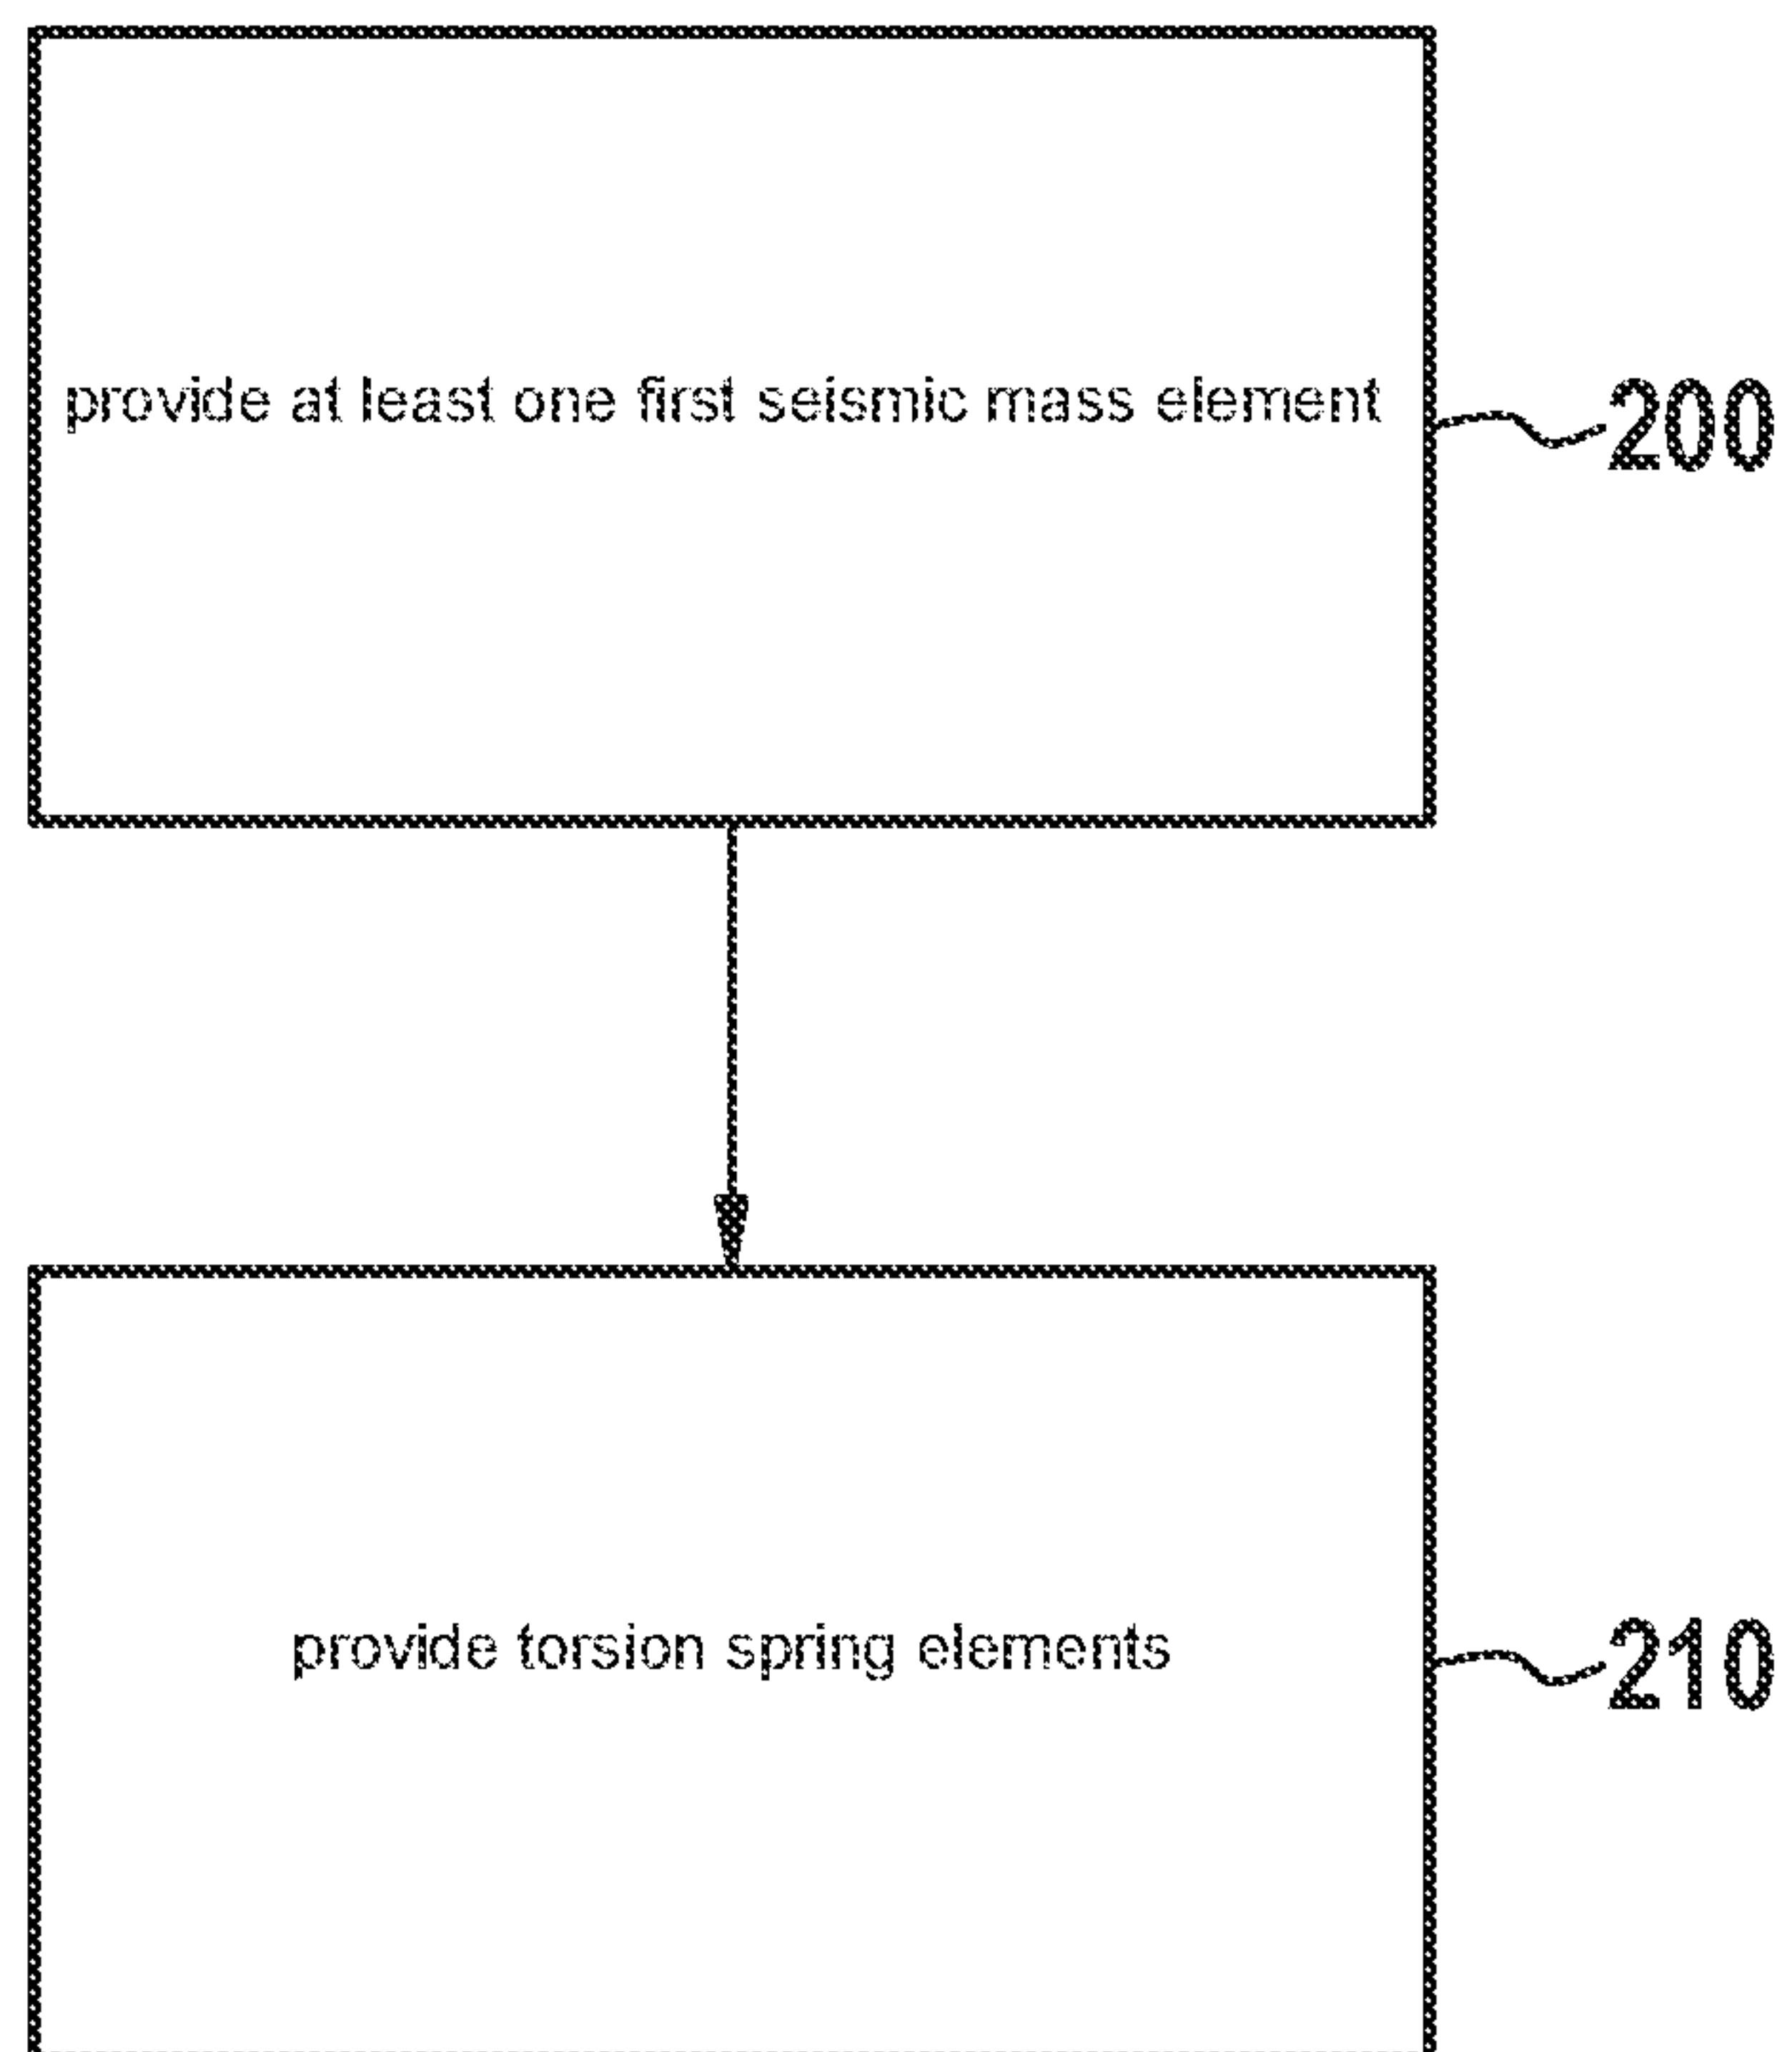 provide at least one first seismic mass element
200
provide torsion spring elements
210